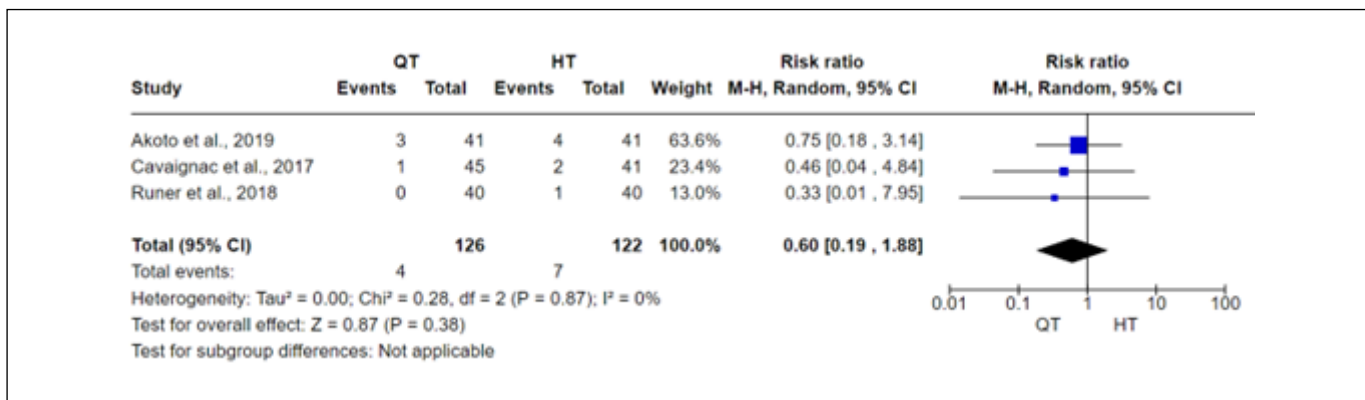 QT HT Risk ratio Risk ratio
Study Events Total Events Total Weight M-H, Random, 95% CI M-H, Random, 95% CI
Akoto et al., 2019 3 41 4 41 63.6% 0.75 [0.18 , 3.14]
Cavaignac et al., 2017 1 45 2 41 23.4% 0.46 [0.04 , 4.84]
Runer et al., 2018 0 40 1 40 13.0% 0.33 [0.01 , 7.95]
Total (95% CI) 126 122 100.0% 0.60 [0.19 , 1.88]
Total events: 4 7
Heterogeneity: Tau² = 0.00; Chi² = 0.28, df = 2 (P = 0.87); I² = 0%
Test for overall effect: Z = 0.87 (P = 0.38)
Test for subgroup differences: Not applicable
0.01 0.1 1 10 100
QT HT